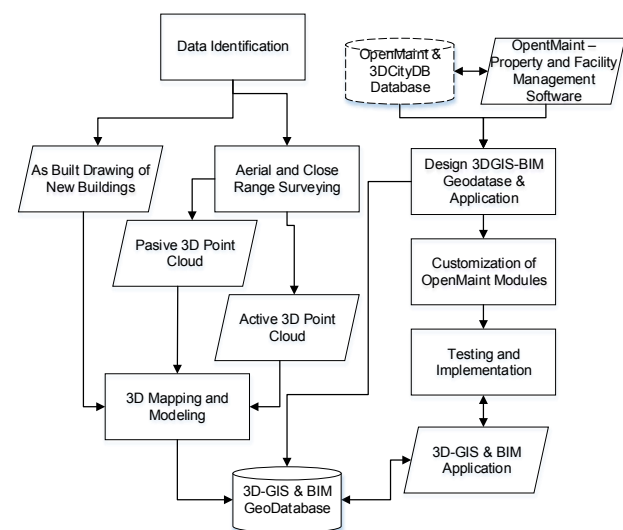 Data Identification
OpenMaint &
3DCityDB
Database
OpentMaint –
Property and Facility
Management
Software
As Built Drawing of
New Buildings
Aerial and Close
Range Surveying
Design 3DGIS-BIM
Geodatase &
Application
Pasive 3D Point
Cloud
Customization of
OpenMaint Modules
Active 3D Point
Cloud
Testing and
Implementation
3D Mapping and
Modeling
3D-GIS & BIM
Application
3D-GIS & BIM
GeoDatabase